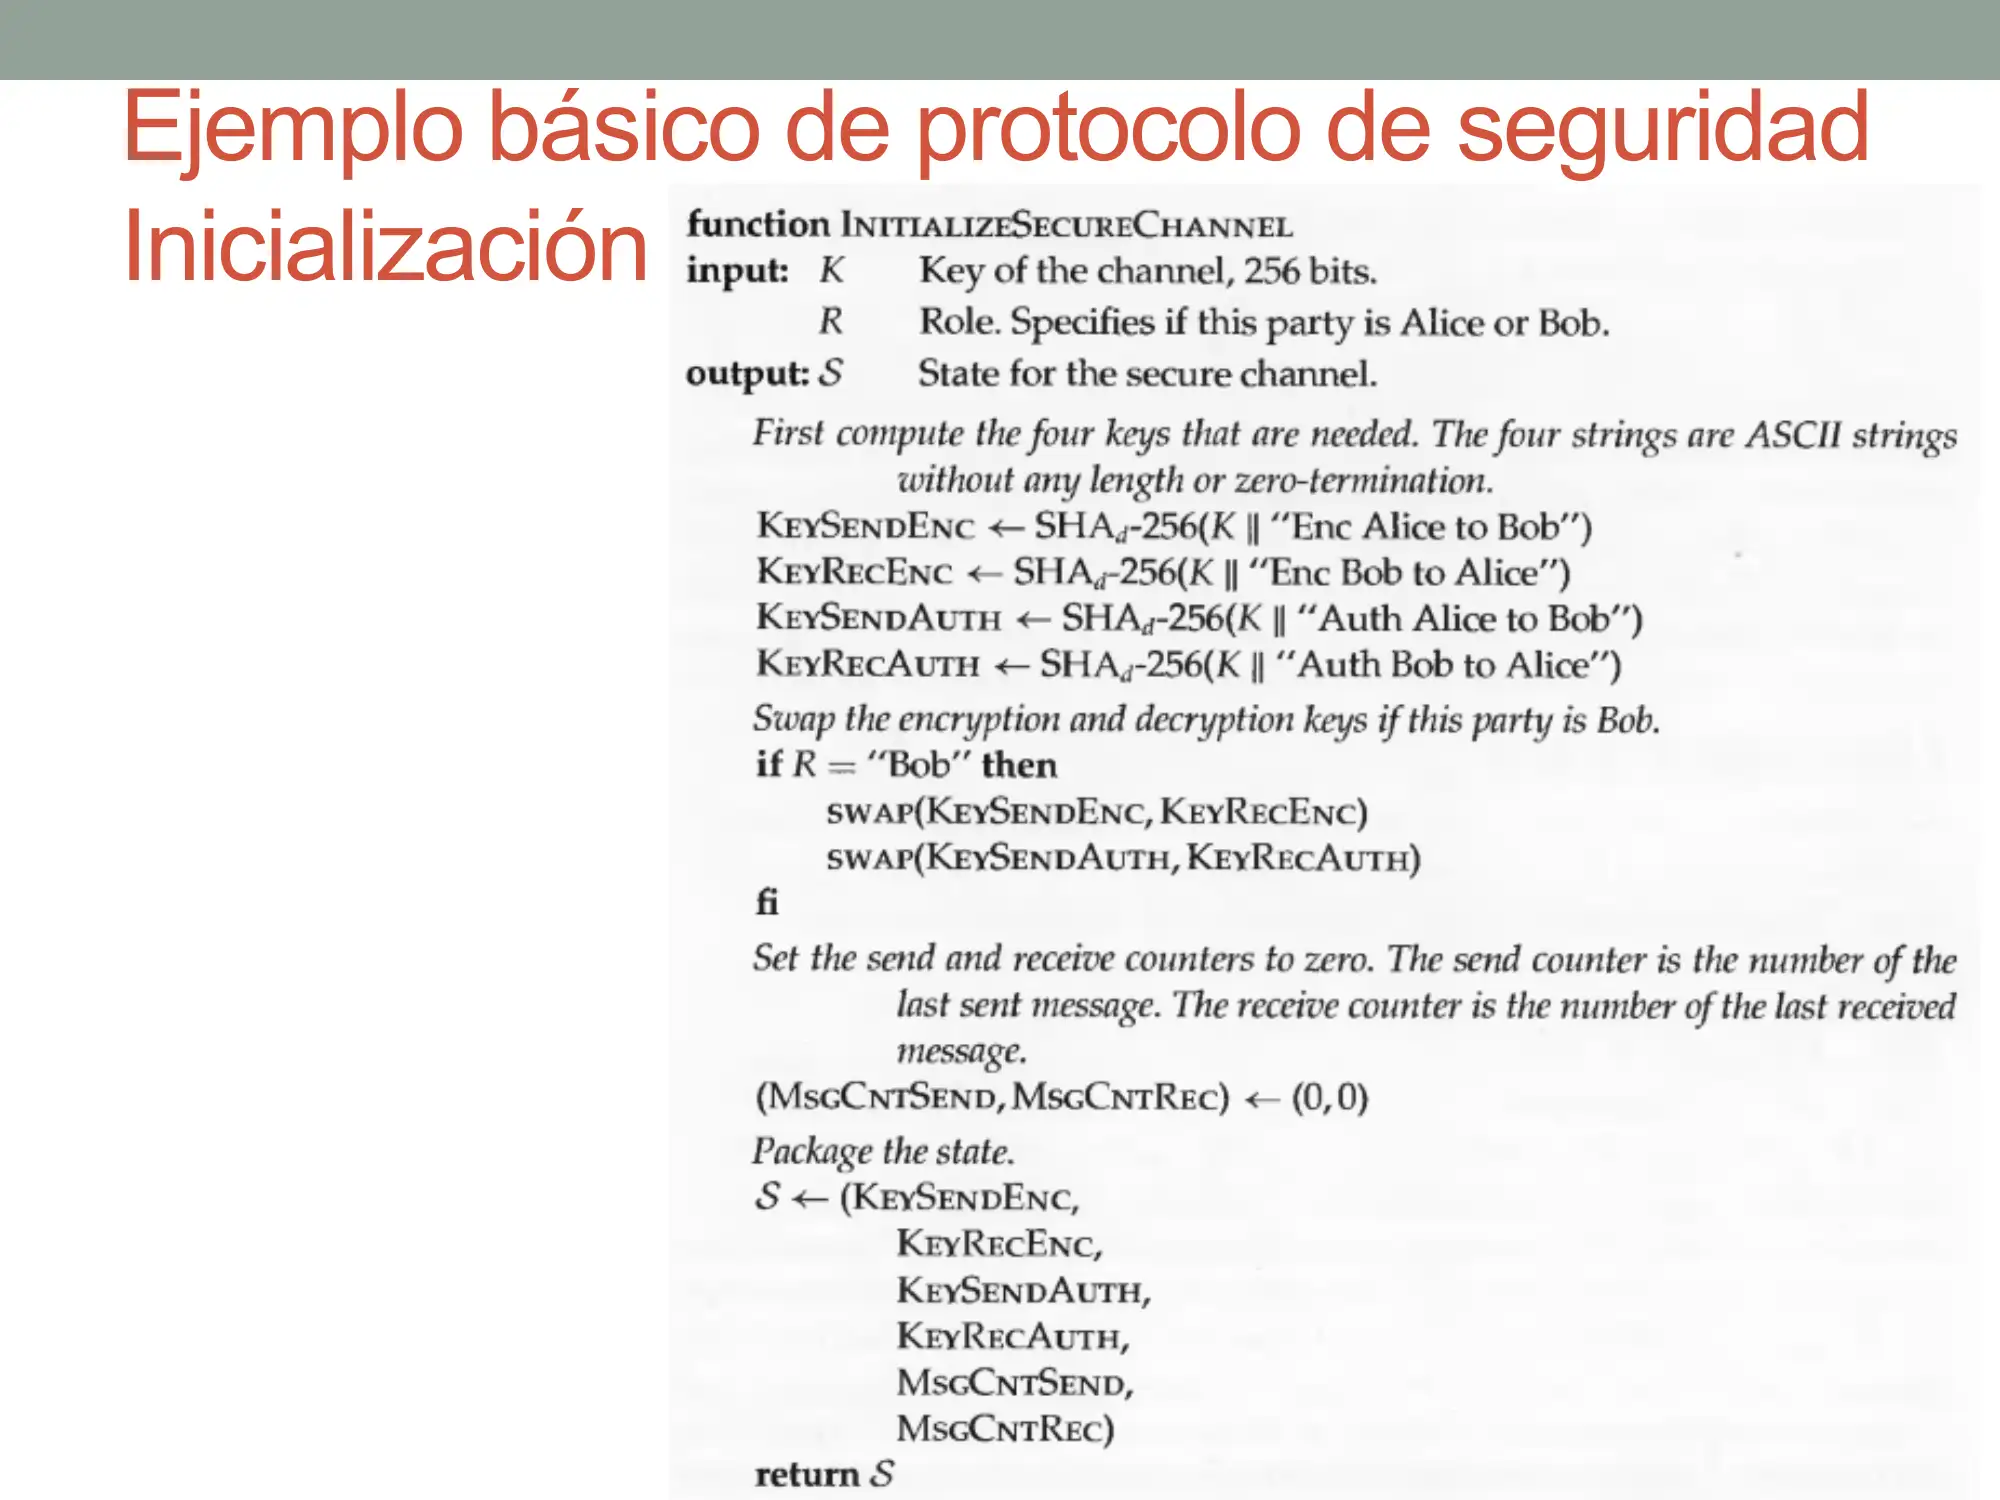 Ejemplo básico de protocolo de seguridad
Inicialización
function INITIALIZESECURECHANNEL
input: K Key of the channel, 256 bits.
R Role. Specifies if this party is Alice or Bob.
output: S State for the secure channel.
First compute the four keys that are needed. The four strings are ASCII strings
without any length or zero-termination.
KEYSENDENC ← SHA_d-256(K ‖ “Enc Alice to Bob”)
KEYRECENC ← SHA_d-256(K ‖ “Enc Bob to Alice”)
KEYSENDAUTH ← SHA_d-256(K ‖ “Auth Alice to Bob”)
KEYRECAUTH ← SHA_d-256(K ‖ “Auth Bob to Alice”)
Swap the encryption and decryption keys if this party is Bob.
if R = “Bob” then
SWAP(KEYSENDENC, KEYRECENC)
SWAP(KEYSENDAUTH, KEYRECAUTH)
fi
Set the send and receive counters to zero. The send counter is the number of the
last sent message. The receive counter is the number of the last received
message.
(MSGCNTSEND, MSGCNTREC) ← (0, 0)
Package the state.
S ← (KEYSENDENC,
KEYRECENC,
KEYSENDAUTH,
KEYRECAUTH,
MSGCNTSEND,
MSGCNTREC)
return S